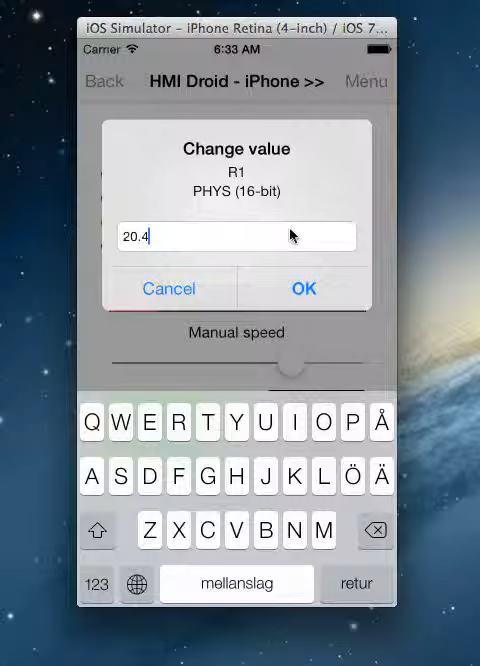 iOS Simulator - iPhone Retina (4-inch) / iOS 7...
Carrier 6:33 AM
Back HMI Droid - iPhone >> Menu
Change value
R1
PHYS (16-bit)
20.4
Cancel OK
Manual speed
Q W E R T Y U I O P Å
A S D F G H J K L Ö Ä
Z X C V B N M
123 mellanslag retur